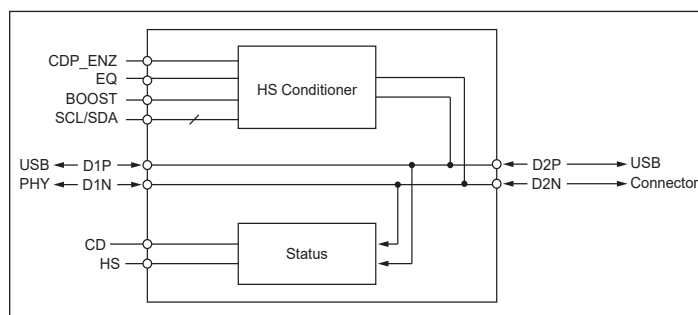 CDP_ENZ
EQ
BOOST
SCL/SDA
HS Conditioner
USB D1P D2P USB
PHY D1N D2N Connector
CD
HS
Status